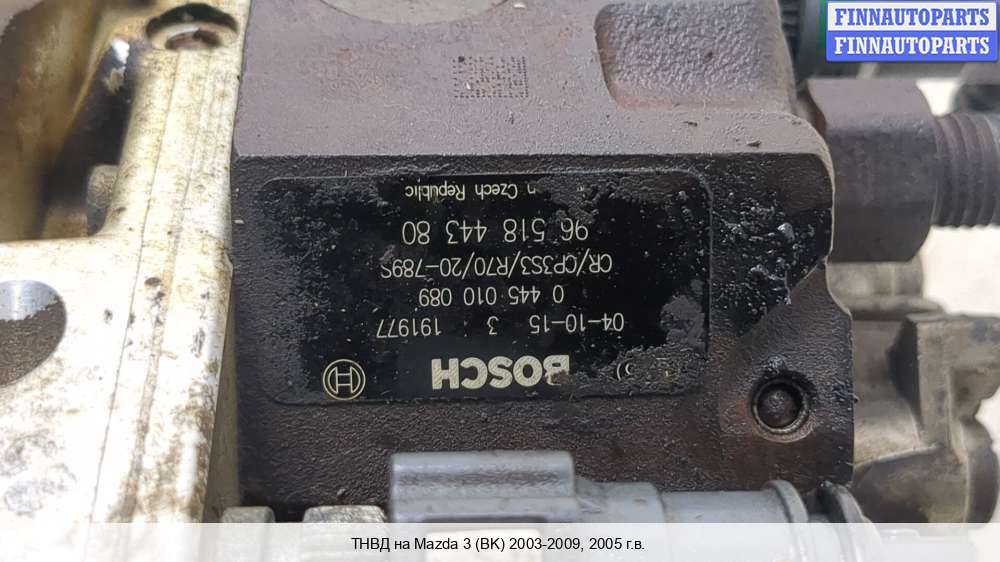 FINNAUTOPARTS
FINNAUTOPARTS
BOSCH
04-10-15 3 191977
0 445 010 089
CR/CP3S3/R70/20-789S
96 518 443 80
Czech Republic
ТНВД на Mazda 3 (BK) 2003-2009, 2005 г.в.